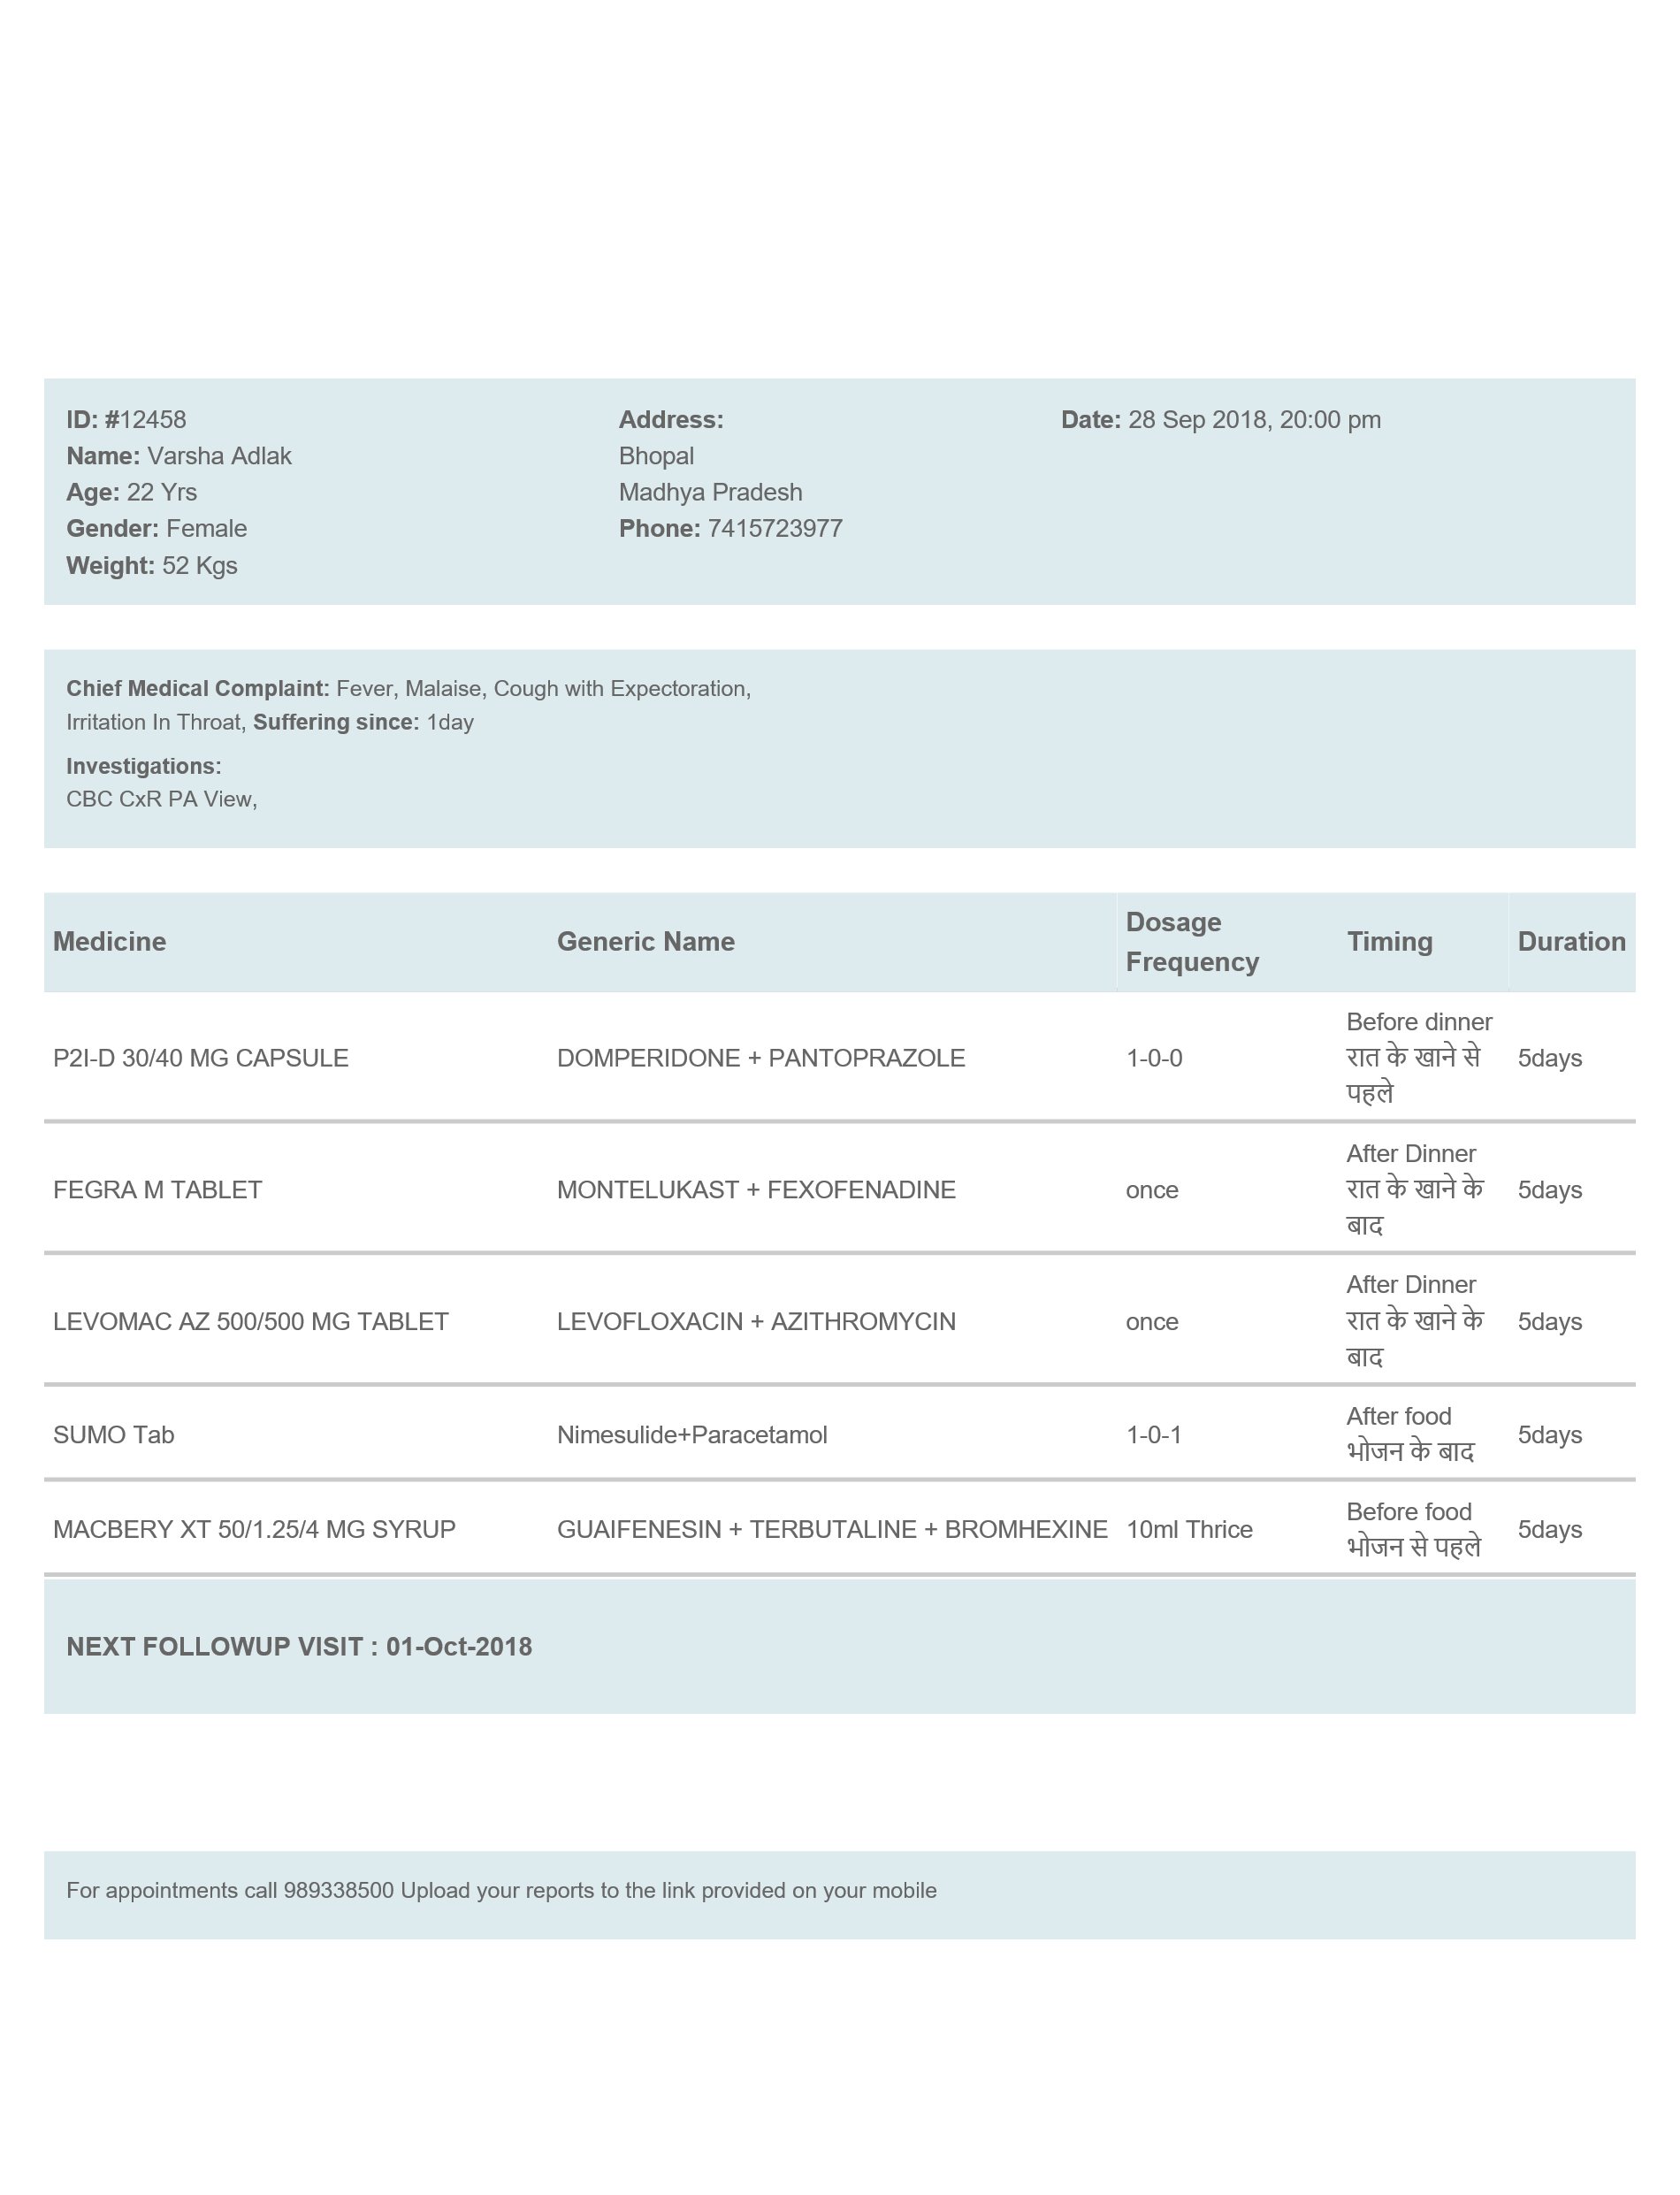 ID: #12458
Name: Varsha Adlak
Age: 22 Yrs
Gender: Female
Weight: 52 Kgs
Address:
Bhopal
Madhya Pradesh
Phone: 7415723977
Date: 28 Sep 2018, 20:00 pm
Chief Medical Complaint: Fever, Malaise, Cough with Expectoration,
Irritation In Throat, Suffering since: 1day
Investigations:
CBC CxR PA View,
Medicine Generic Name Dosage Frequency Timing Duration
P2I-D 30/40 MG CAPSULE DOMPERIDONE + PANTOPRAZOLE 1-0-0 Before dinner रात के खाने से पहले 5days
FEGRA M TABLET MONTELUKAST + FEXOFENADINE once After Dinner रात के खाने के बाद 5days
LEVOMAC AZ 500/500 MG TABLET LEVOFLOXACIN + AZITHROMYCIN once After Dinner रात के खाने के बाद 5days
SUMO Tab Nimesulide+Paracetamol 1-0-1 After food भोजन के बाद 5days
MACBERY XT 50/1.25/4 MG SYRUP GUAIFENESIN + TERBUTALINE + BROMHEXINE 10ml Thrice Before food भोजन से पहले 5days
NEXT FOLLOWUP VISIT : 01-Oct-2018
For appointments call 989338500 Upload your reports to the link provided on your mobile